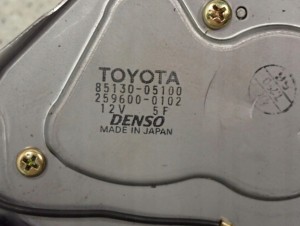 TOYOTA
85130-05100
259600-0102
12V 5F
DENSO
MADE IN JAPAN